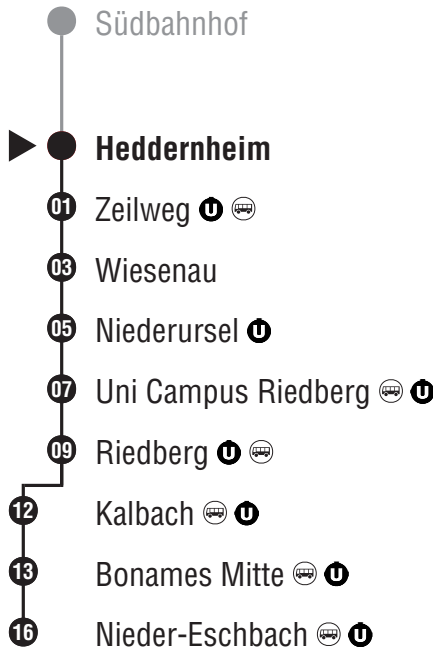 Südbahnhof
Heddernheim
01 Zeilweg U
03 Wiesenau
05 Niederursel U
07 Uni Campus Riedberg U
09 Riedberg U
12 Kalbach U
13 Bonames Mitte U
16 Nieder-Eschbach U